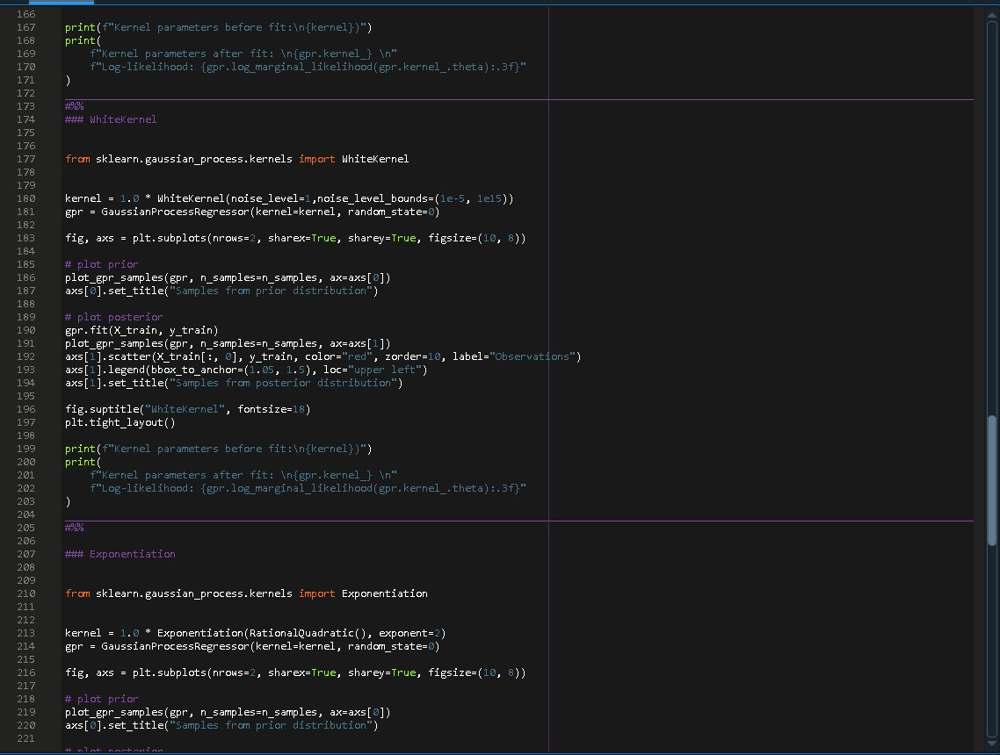 166
167 print(f"Kernel parameters before fit:\n{kernel})")
168 print(
169     f"Kernel parameters after fit: \n{gpr.kernel_} \n"
170     f"Log-likelihood: {gpr.log_marginal_likelihood(gpr.kernel_.theta):.3f}"
171 )
172
173 #%%
174 ### WhiteKernel
175
176
177 from sklearn.gaussian_process.kernels import WhiteKernel
178
179
180 kernel = 1.0 * WhiteKernel(noise_level=1,noise_level_bounds=(1e-5, 1e15))
181 gpr = GaussianProcessRegressor(kernel=kernel, random_state=0)
182
183 fig, axs = plt.subplots(nrows=2, sharex=True, sharey=True, figsize=(10, 8))
184
185 # plot prior
186 plot_gpr_samples(gpr, n_samples=n_samples, ax=axs[0])
187 axs[0].set_title("Samples from prior distribution")
188
189 # plot posterior
190 gpr.fit(X_train, y_train)
191 plot_gpr_samples(gpr, n_samples=n_samples, ax=axs[1])
192 axs[1].scatter(X_train[:, 0], y_train, color="red", zorder=10, label="Observations")
193 axs[1].legend(bbox_to_anchor=(1.05, 1.5), loc="upper left")
194 axs[1].set_title("Samples from posterior distribution")
195
196 fig.suptitle("WhiteKernel", fontsize=18)
197 plt.tight_layout()
198
199 print(f"Kernel parameters before fit:\n{kernel})")
200 print(
201     f"Kernel parameters after fit: \n{gpr.kernel_} \n"
202     f"Log-likelihood: {gpr.log_marginal_likelihood(gpr.kernel_.theta):.3f}"
203 )
204
205 #%%
206
207 ### Exponentiation
208
209
210 from sklearn.gaussian_process.kernels import Exponentiation
211
212
213 kernel = 1.0 * Exponentiation(RationalQuadratic(), exponent=2)
214 gpr = GaussianProcessRegressor(kernel=kernel, random_state=0)
215
216 fig, axs = plt.subplots(nrows=2, sharex=True, sharey=True, figsize=(10, 8))
217
218 # plot prior
219 plot_gpr_samples(gpr, n_samples=n_samples, ax=axs[0])
220 axs[0].set_title("Samples from prior distribution")
221
# plot posterior